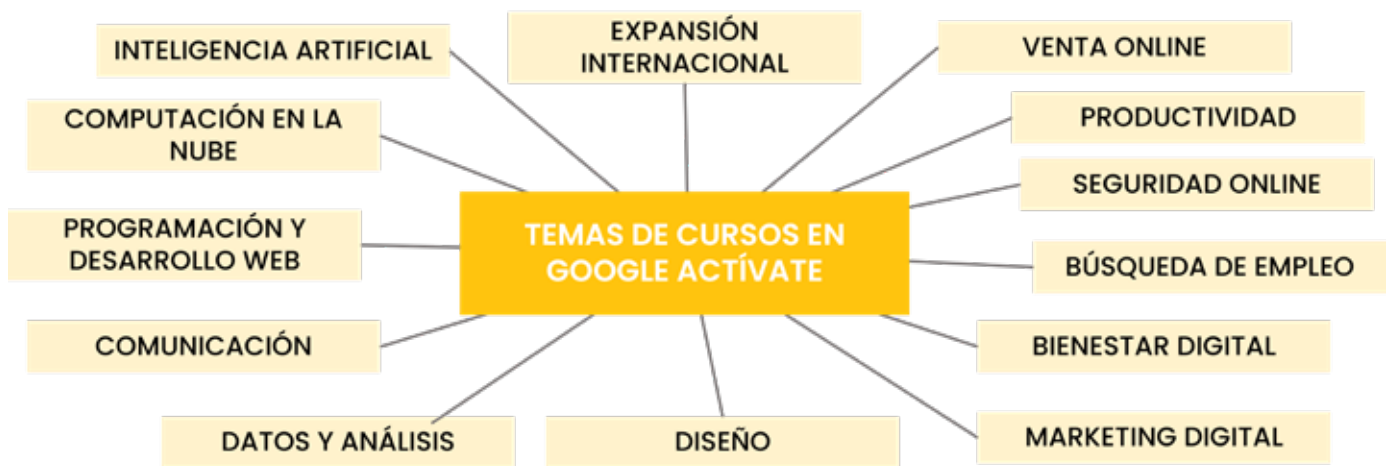 INTELIGENCIA ARTIFICIAL
EXPANSIÓN
INTERNACIONAL
VENTA ONLINE
COMPUTACIÓN EN LA
NUBE
PRODUCTIVIDAD
SEGURIDAD ONLINE
PROGRAMACIÓN Y
DESARROLLO WEB
TEMAS DE CURSOS EN
GOOGLE ACTÍVATE
BÚSQUEDA DE EMPLEO
COMUNICACIÓN
BIENESTAR DIGITAL
DATOS Y ANÁLISIS
DISEÑO
MARKETING DIGITAL